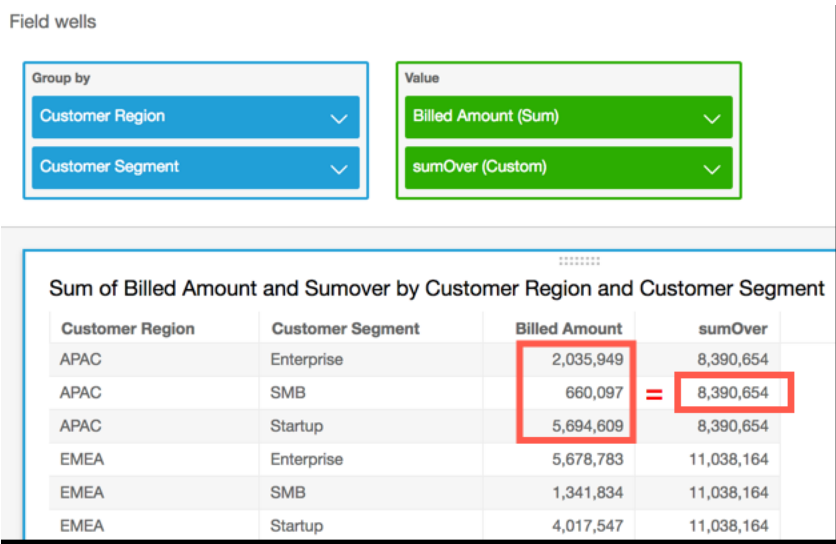 Field wells
Group by
Value
Customer Region
Billed Amount (Sum)
Customer Segment
sumOver (Custom)
Sum of Billed Amount and Sumover by Customer Region and Customer Segment
Customer Region Customer Segment Billed Amount sumOver
APAC Enterprise 2,035,949 8,390,654
APAC SMB 660,097 = 8,390,654
APAC Startup 5,694,609 8,390,654
EMEA Enterprise 5,678,783 11,038,164
EMEA SMB 1,341,834 11,038,164
EMEA Startup 4,017,547 11,038,164